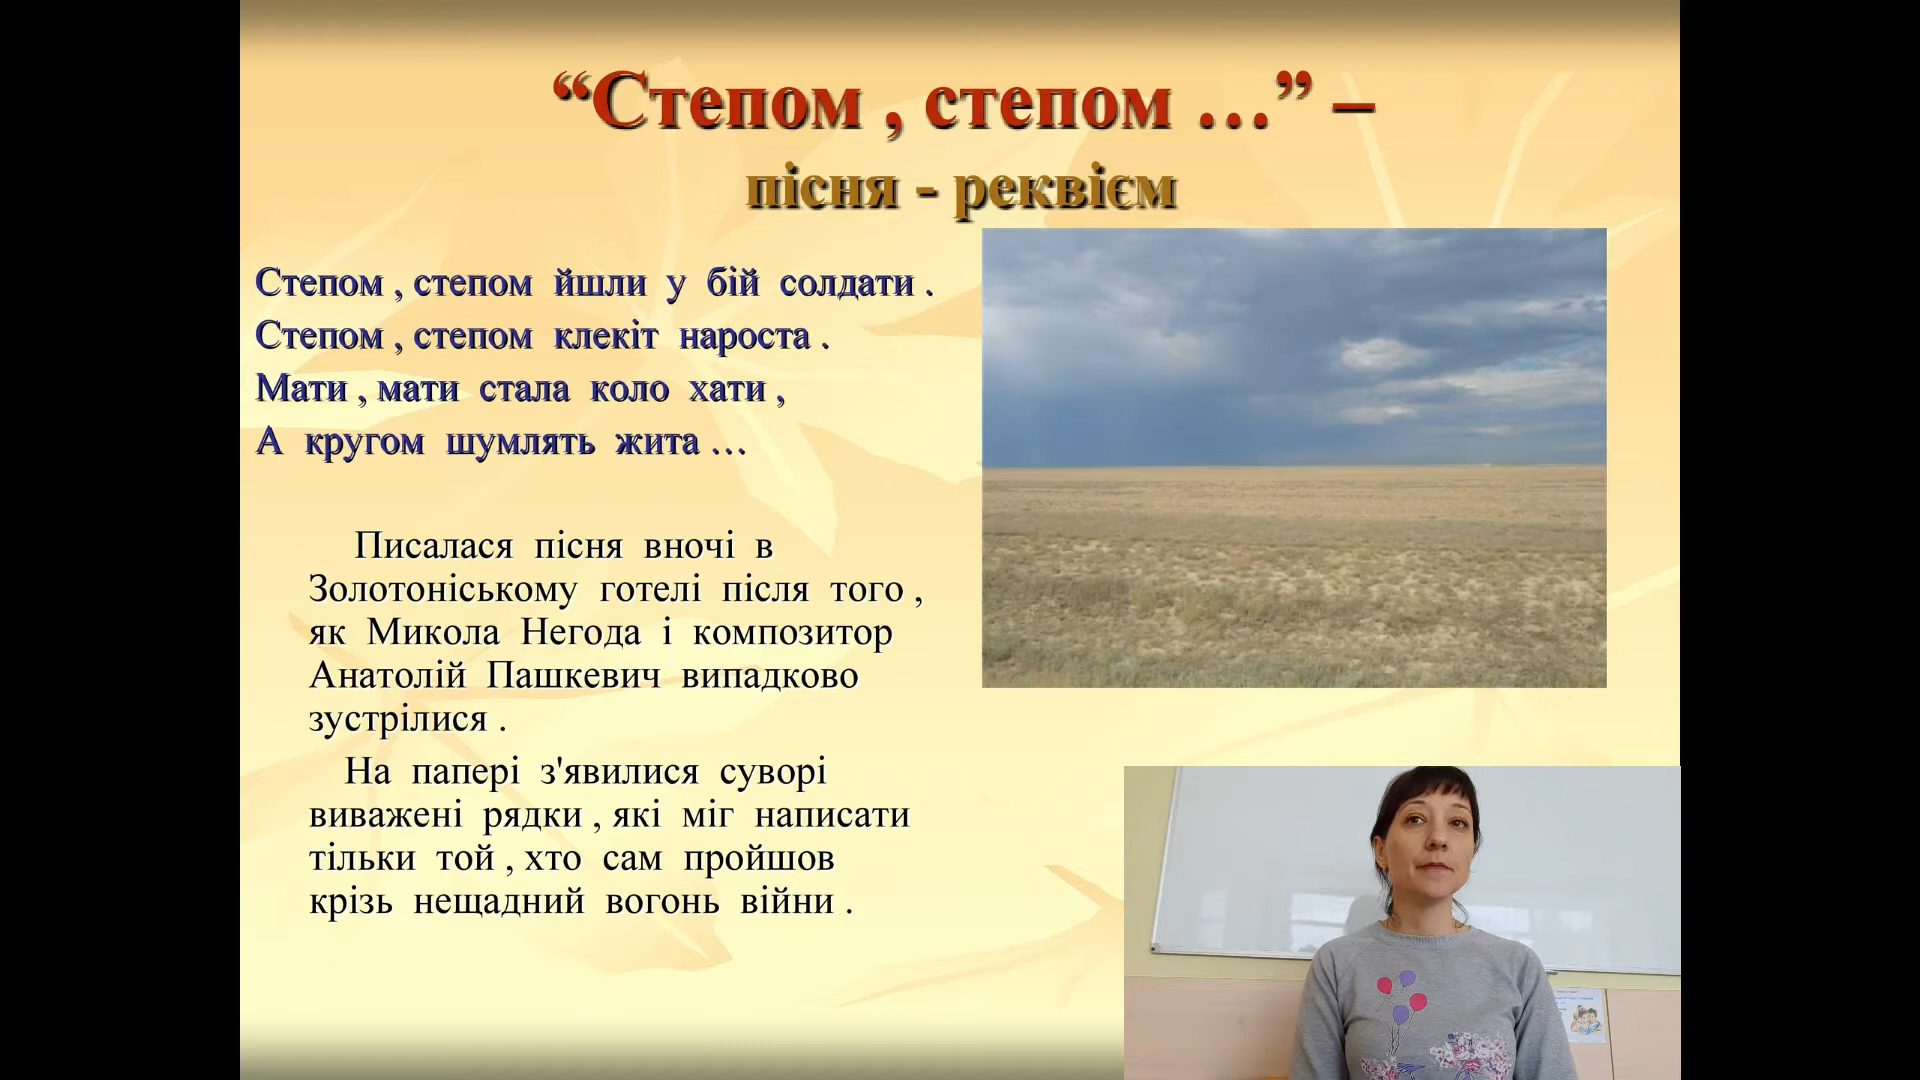 “Степом , степом …” –
пісня - реквієм
Степом , степом йшли у бій солдати .
Степом , степом клекіт нароста .
Мати , мати стала коло хати ,
А кругом шумлять жита …
Писалася пісня вночі в
Золотоніському готелі після того ,
як Микола Негода і композитор
Анатолій Пашкевич випадково
зустрілися .
На папері з'явилися суворі
виважені рядки , які міг написати
тільки той , хто сам пройшов
крізь нещадний вогонь війни .